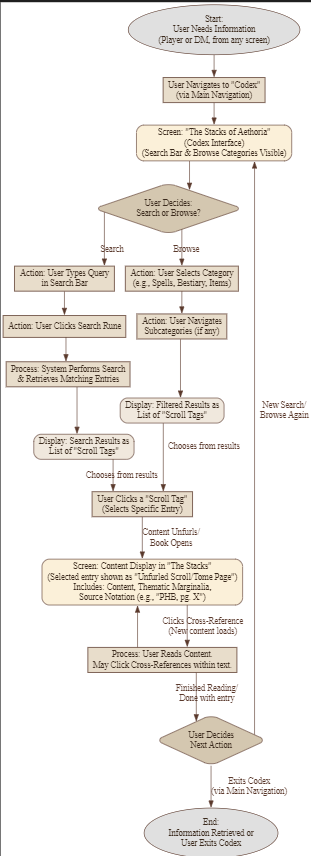 Start:
User Needs Information
(Player or DM, from any screen)
User Navigates to "Codex"
(via Main Navigation)
Screen: "The Stacks of Aethoria"
(Codex Interface)
(Search Bar & Browse Categories Visible)
User Decides:
Search or Browse?
Search
Browse
Action: User Types Query
in Search Bar
Action: User Selects Category
(e.g., Spells, Bestiary, Items)
Action: User Clicks Search Rune
Action: User Navigates
Subcategories (if any)
Process: System Performs Search
& Retrieves Matching Entries
Display: Filtered Results as
List of "Scroll Tags"
New Search/
Browse Again
Display: Search Results as
List of "Scroll Tags"
Chooses from results
Chooses from results
User Clicks a "Scroll Tag"
(Selects Specific Entry)
Content Unfurls/
Book Opens
Screen: Content Display in "The Stacks"
(Selected entry shown as "Unfurled Scroll/Tome Page")
Includes: Content, Thematic Marginalia,
Source Notation (e.g., "PHB, pg. X")
Clicks Cross-Reference
(New content loads)
Process: User Reads Content.
May Click Cross-References within text.
Finished Reading/
Done with entry
User Decides
Next Action
Exits Codex
(via Main Navigation)
End:
Information Retrieved or
User Exits Codex